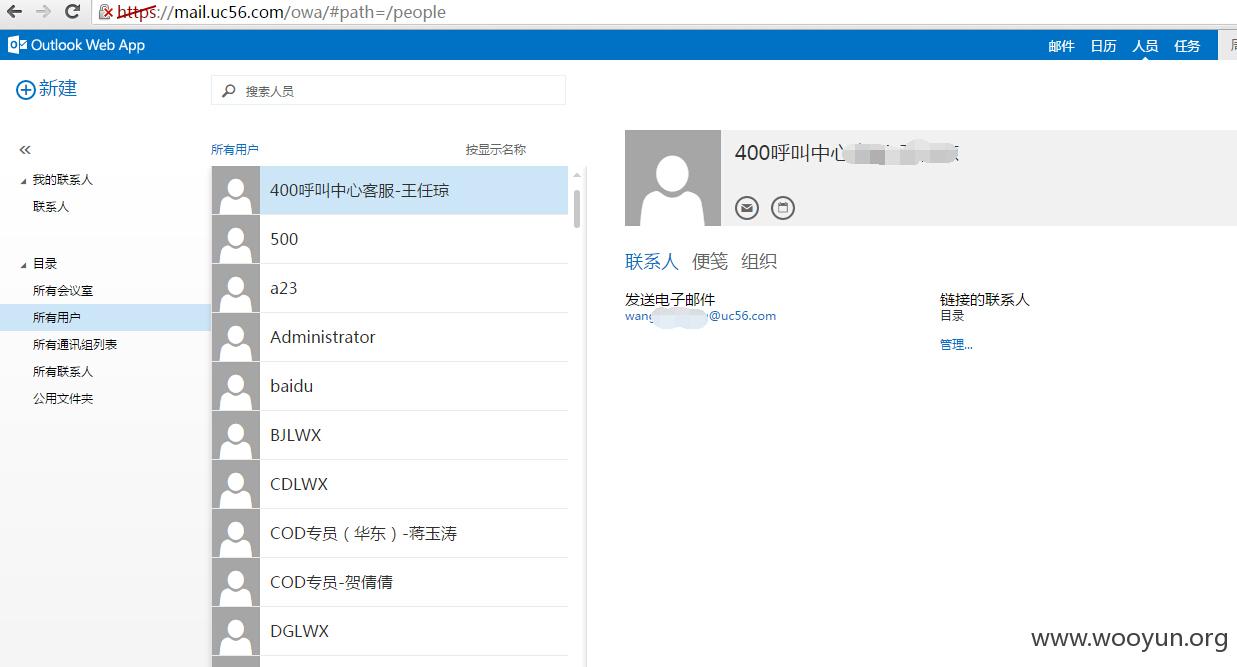 https://mail.uc56.com/owa/#path=/people
Outlook Web App
邮件 日历 人员 任务
新建
搜索人员
«
所有用户 按显示名称
我的联系人
联系人
目录
所有会议室
所有用户
所有通讯组列表
所有联系人
公用文件夹
400呼叫中心客服-王任琼
500
a23
Administrator
baidu
BJLWX
CDLWX
COD专员（华东）-蒋玉涛
COD专员-贺倩倩
DGLWX
400呼叫中心
联系人 便笺 组织
发送电子邮件
wang @uc56.com
链接的联系人
目录
管理...
www.wooyun.org